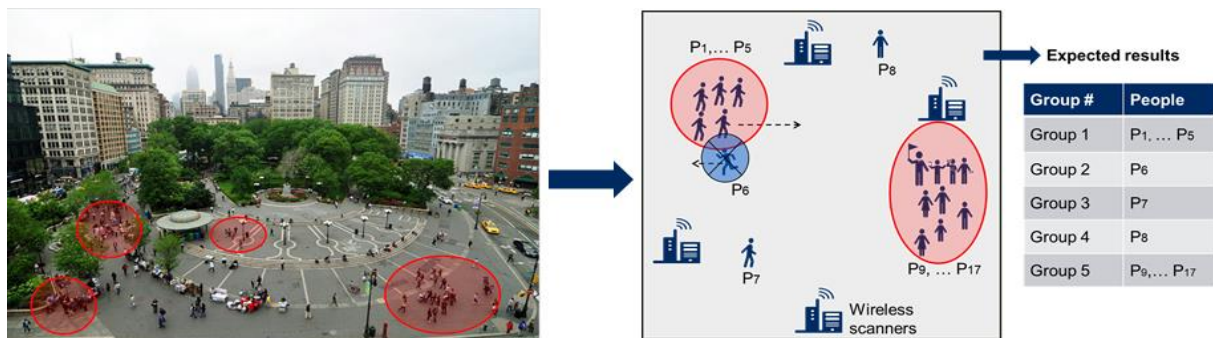 P1,... P5
P8
P6
P7
P9, ... P17
Wireless
scanners
Expected results
Group # People
Group 1 P1, ... P5
Group 2 P6
Group 3 P7
Group 4 P8
Group 5 P9,... P17